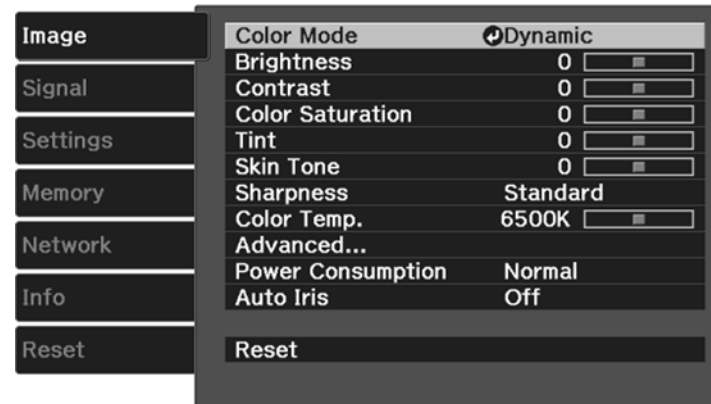 Image
Signal
Settings
Memory
Network
Info
Reset
Color Mode Dynamic
Brightness 0
Contrast 0
Color Saturation 0
Tint 0
Skin Tone 0
Sharpness Standard
Color Temp. 6500K
Advanced...
Power Consumption Normal
Auto Iris Off
Reset